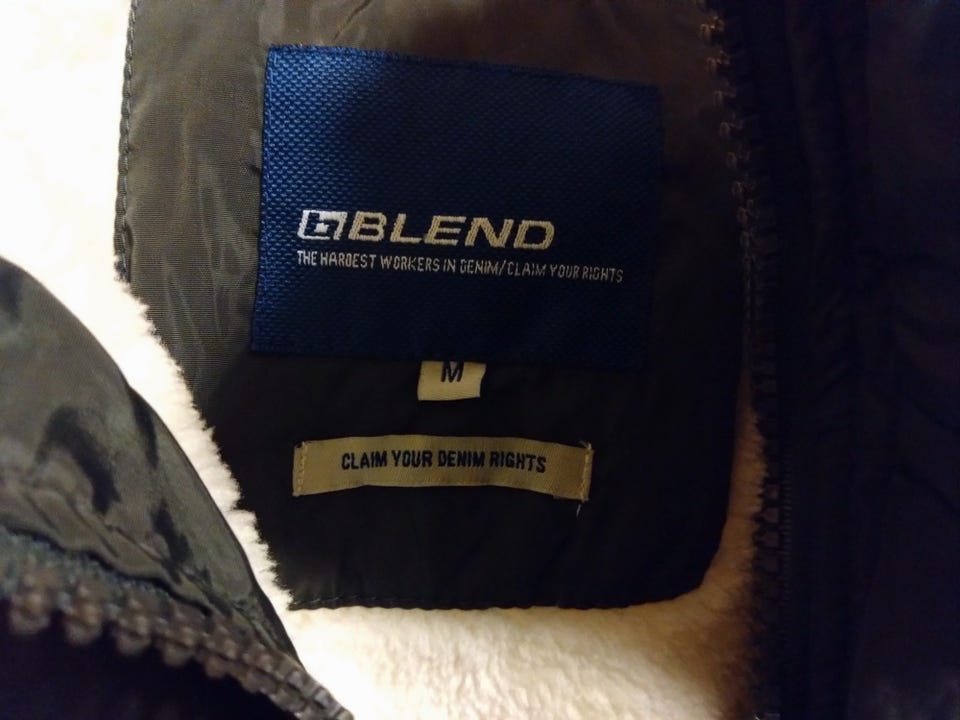 BLEND
THE HARDEST WORKERS IN DENIM/CLAIM YOUR RIGHTS
M
CLAIM YOUR DENIM RIGHTS